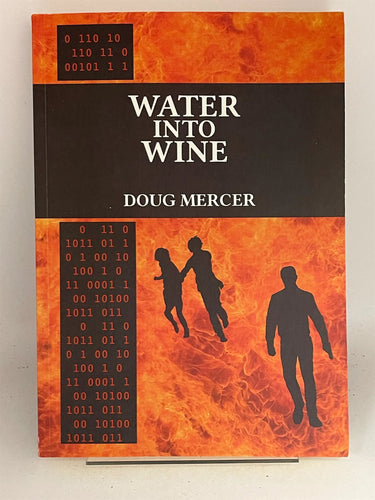 0 110 10
110 11 0
00101 1 1
WATER
INTO
WINE
DOUG MERCER
0 11 0
1011 01 1
0 1 00 10
100 1 0
11 0001 1
00 10100
1011 011
0 11 0
1011 01 1
0 1 00 10
100 1 0
11 0001 1
00 10100
1011 011
00 10100
1011 011